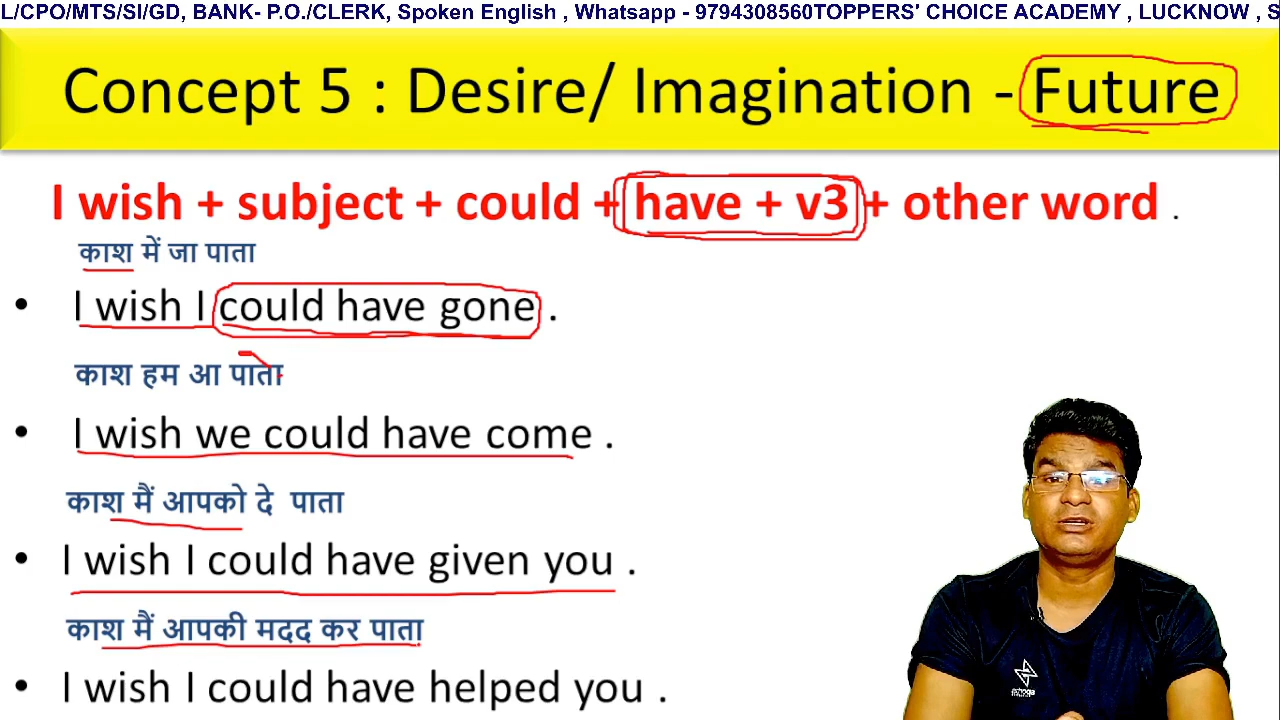 L/CPO/MTS/SI/GD, BANK- P.O./CLERK, Spoken English , Whatsapp - 9794308560TOPPERS' CHOICE ACADEMY , LUCKNOW , S
Concept 5 : Desire/ Imagination - Future
I wish + subject + could + have + v3 + other word .
काश में जा पाता
• I wish I could have gone .
काश हम आ पाता
• I wish we could have come .
काश मैं आपको दे पाता
• I wish I could have given you .
काश मैं आपकी मदद कर पाता
• I wish I could have helped you .